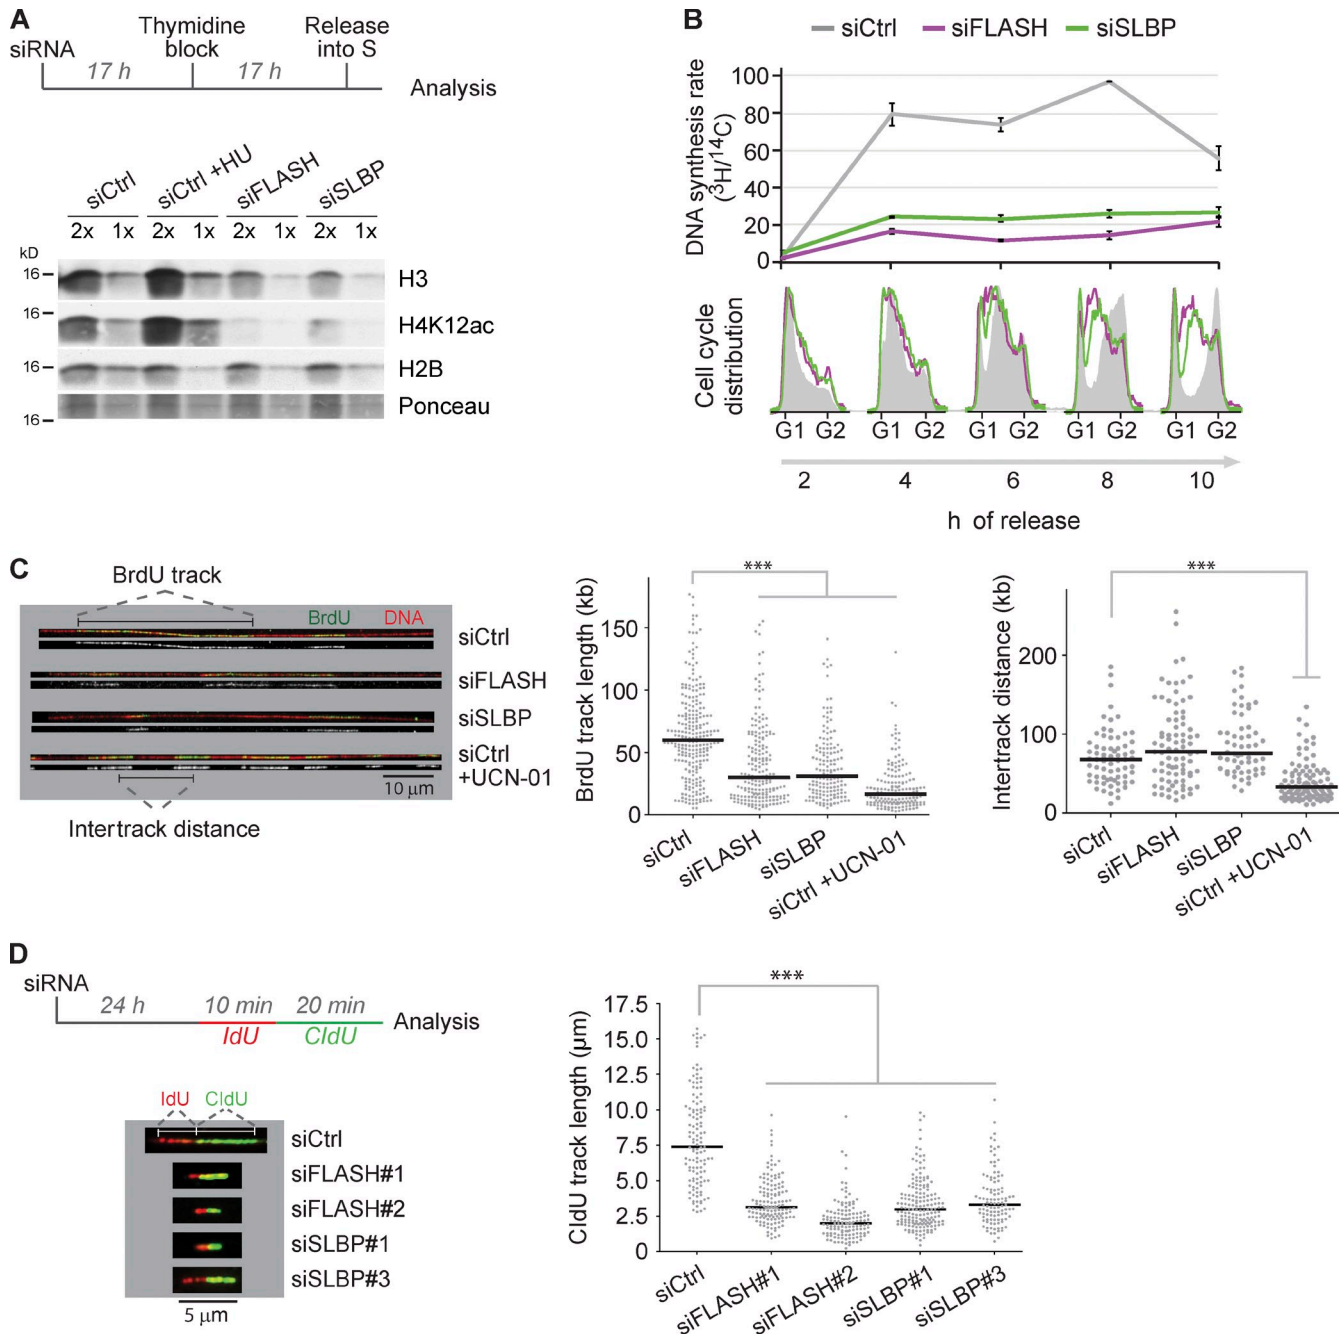 A
siRNA
Thymidine
block
Release
into S
17 h
17 h
Analysis
siCtrl
siCtrl +HU
siFLASH
siSLBP
2x 1x 2x 1x 2x 1x 2x 1x
kD
16
H3
16
H4K12ac
H2B
Ponceau
16
B
siCtrl siFLASH siSLBP
DNA synthesis rate
(³H/¹⁴C)
100
80
60
40
20
0
Cell cycle
distribution
G1 G2 G1 G2 G1 G2 G1 G2 G1 G2
2 4 6 8 10
h of release
C
BrdU track
BrdU DNA
siCtrl
siFLASH
siSLBP
siCtrl
+UCN-01
10 µm
Intertrack distance
***
BrdU track length (kb)
150
100
50
0
siCtrl
siFLASH
siSLBP
siCtrl +UCN-01
***
Intertrack distance (kb)
200
100
0
siCtrl
siFLASH
siSLBP
siCtrl +UCN-01
D
siRNA
24 h 10 min 20 min
IdU CldU
Analysis
IdU CldU
siCtrl
siFLASH#1
siFLASH#2
siSLBP#1
siSLBP#3
5 µm
***
CldU track length (µm)
17.5
15.0
12.5
10.0
7.5
5.0
2.5
0
siCtrl
siFLASH#1
siFLASH#2
siSLBP#1
siSLBP#3